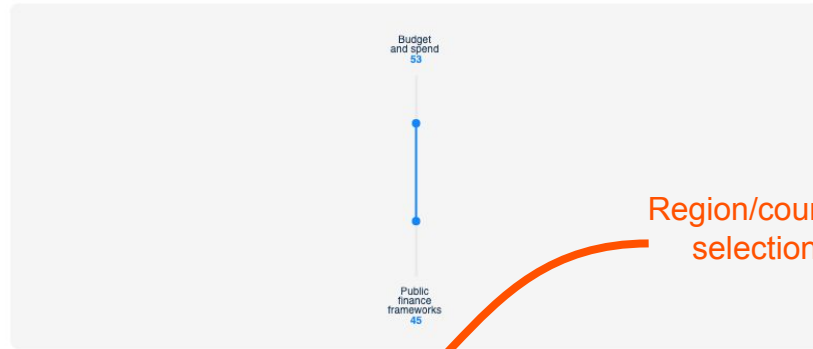 Budget
and spend
53
Region/cour
selection
Public
finance
frameworks
45